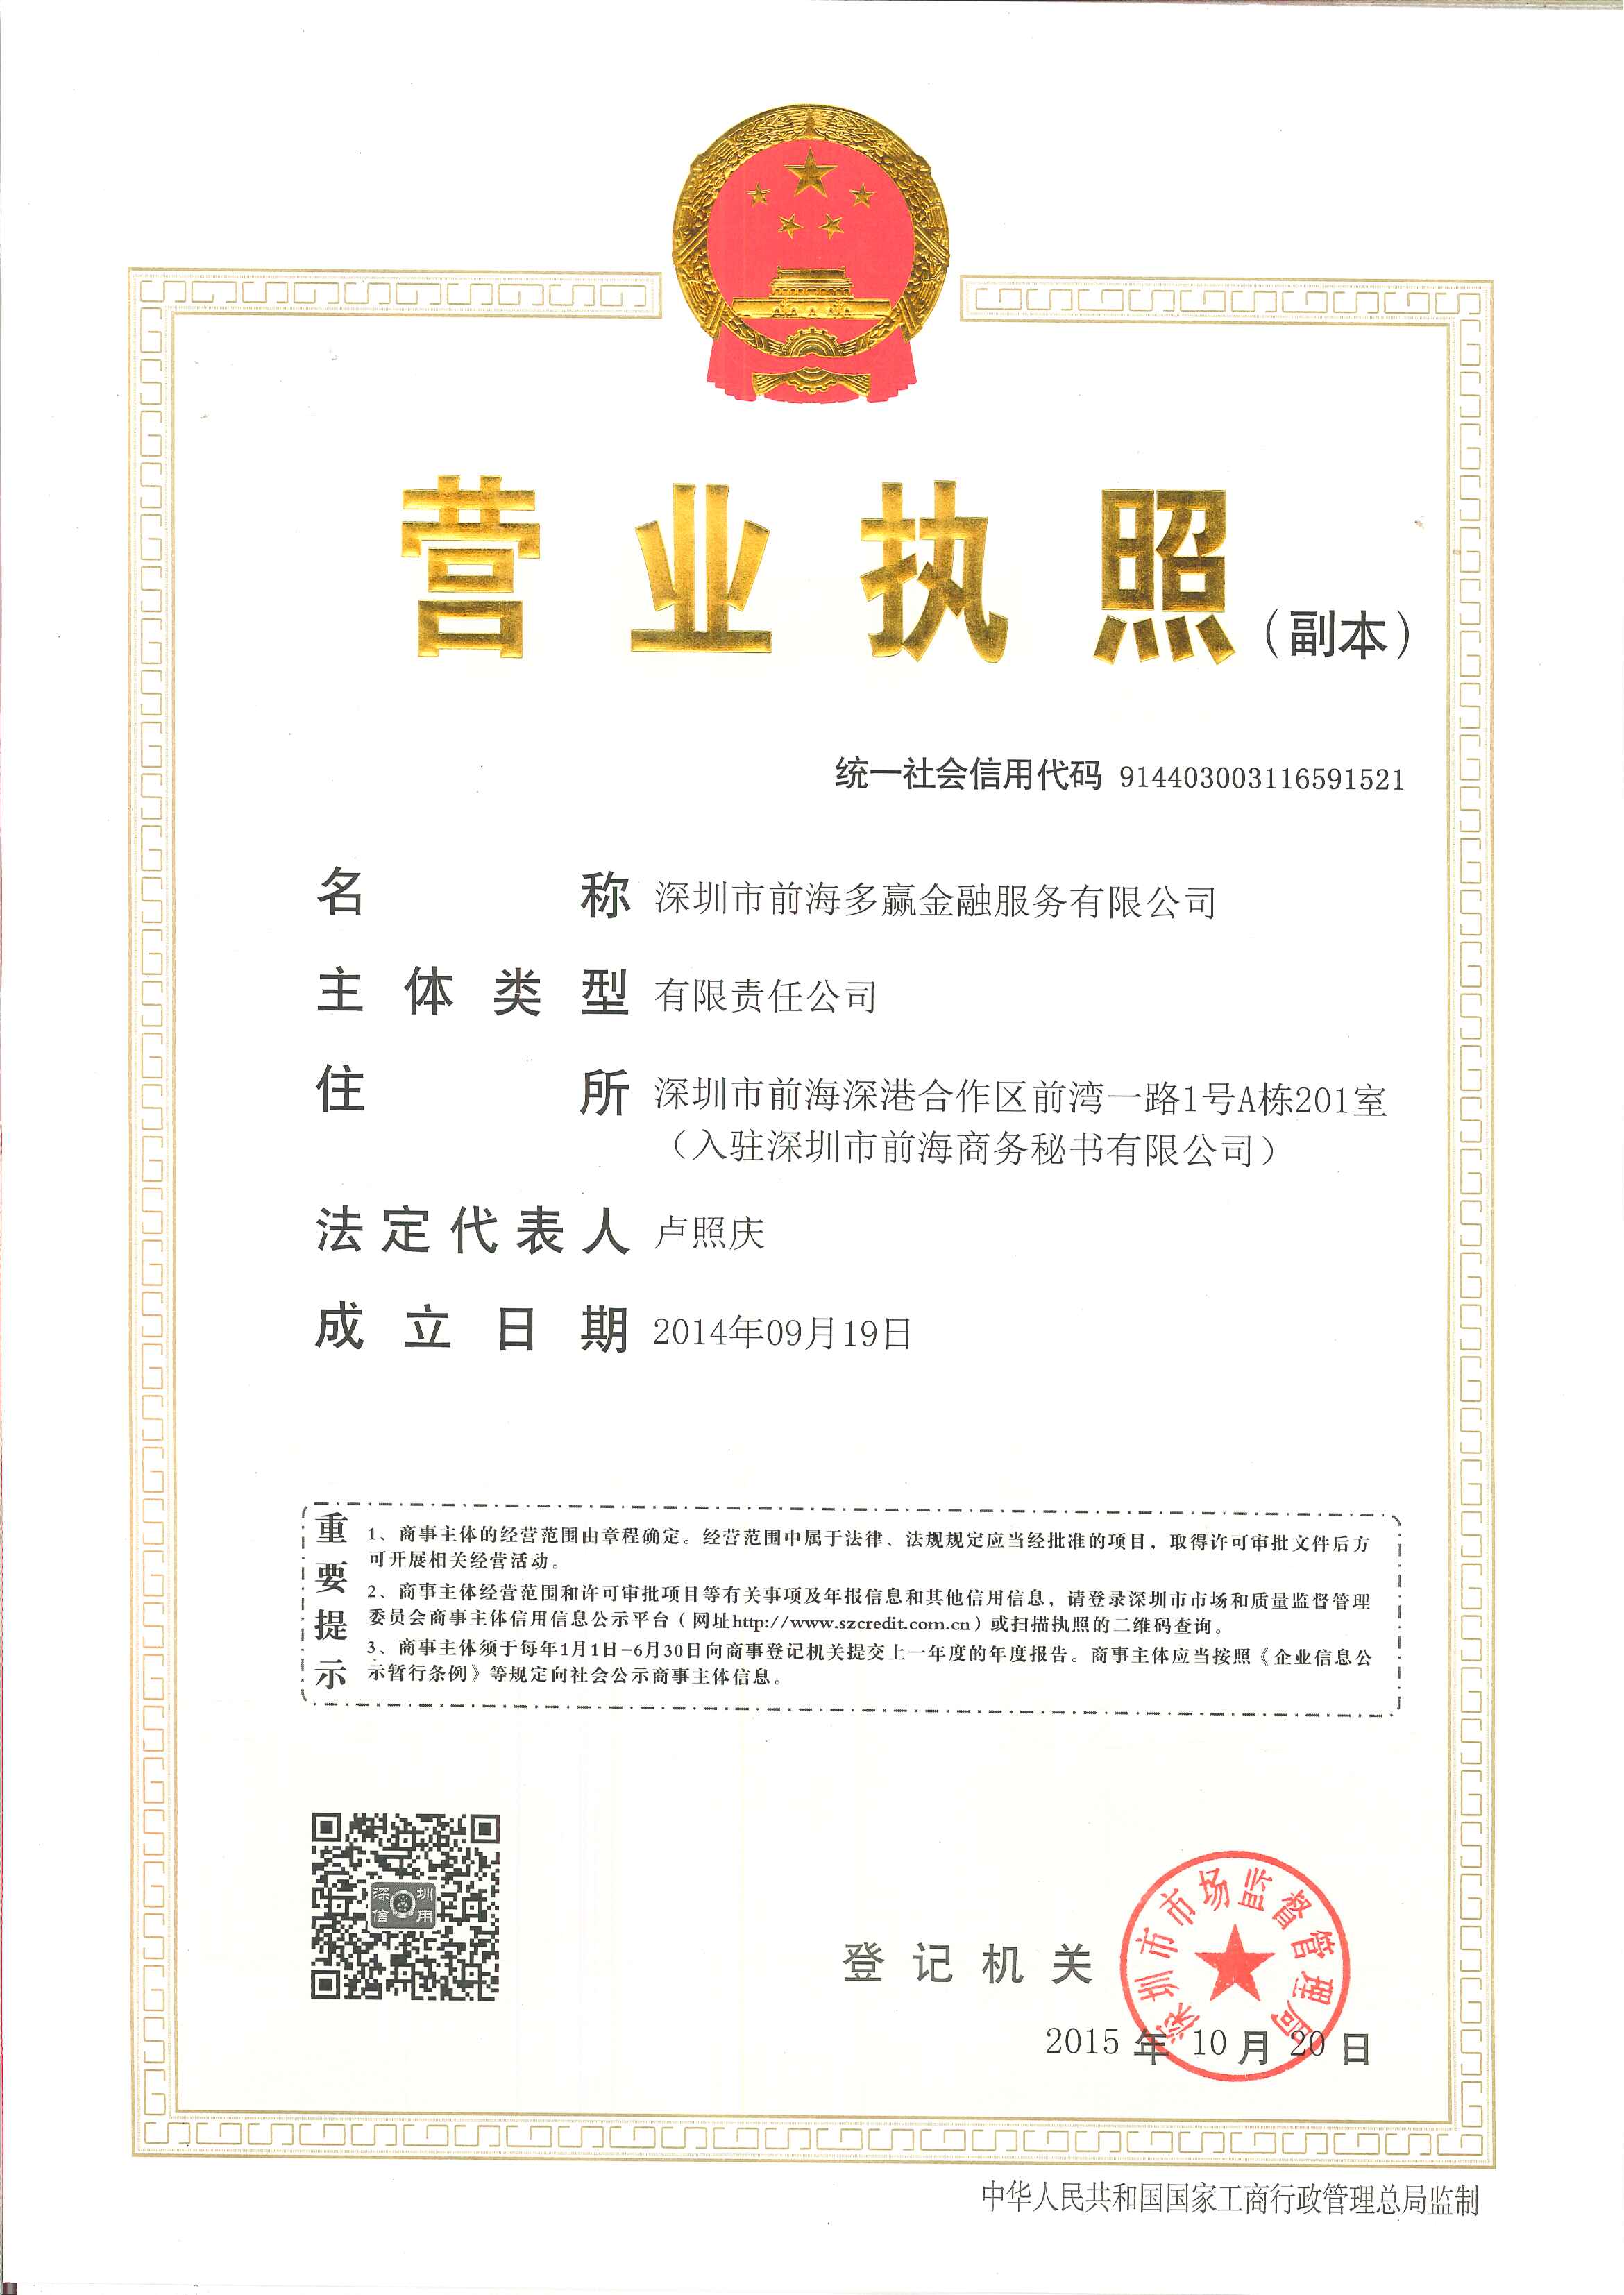 营业执照（副本）
统一社会信用代码 914403003116591521
名称 深圳市前海多赢金融服务有限公司
主体类型 有限责任公司
住所 深圳市前海深港合作区前湾一路1号A栋201室
（入驻深圳市前海商务秘书有限公司）
法定代表人 卢照庆
成立日期 2014年09月19日
重要提示
1、商事主体的经营范围由章程确定。经营范围中属于法律、法规规定应当经批准的项目，取得许可审批文件后方
可开展相关经营活动。
2、商事主体经营范围和许可审批项目等有关事项及年报信息和其他信用信息，请登录深圳市市场和质量监督管理
委员会商事主体信用信息公示平台（网址http://www.szcredit.com.cn）或扫描执照的二维码查询。
3、商事主体须于每年1月1日-6月30日向商事登记机关提交上一年度的年度报告。商事主体应当按照《企业信息公
示暂行条例》等规定向社会公示商事主体信息。
深圳信用
登记机关
深圳市市场监督管理局
2015 年 10 月 20 日
中华人民共和国国家工商行政管理总局监制